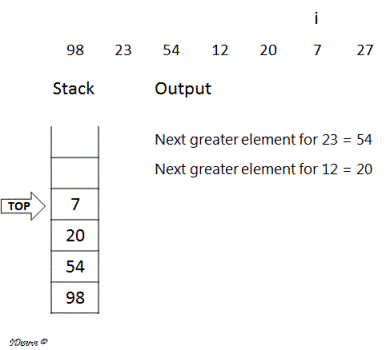 i
98 23 54 12 20 7 27
Stack Output
Next greater element for 23 = 54
Next greater element for 12 = 20
TOP 7
20
54
98
IDeserve ©